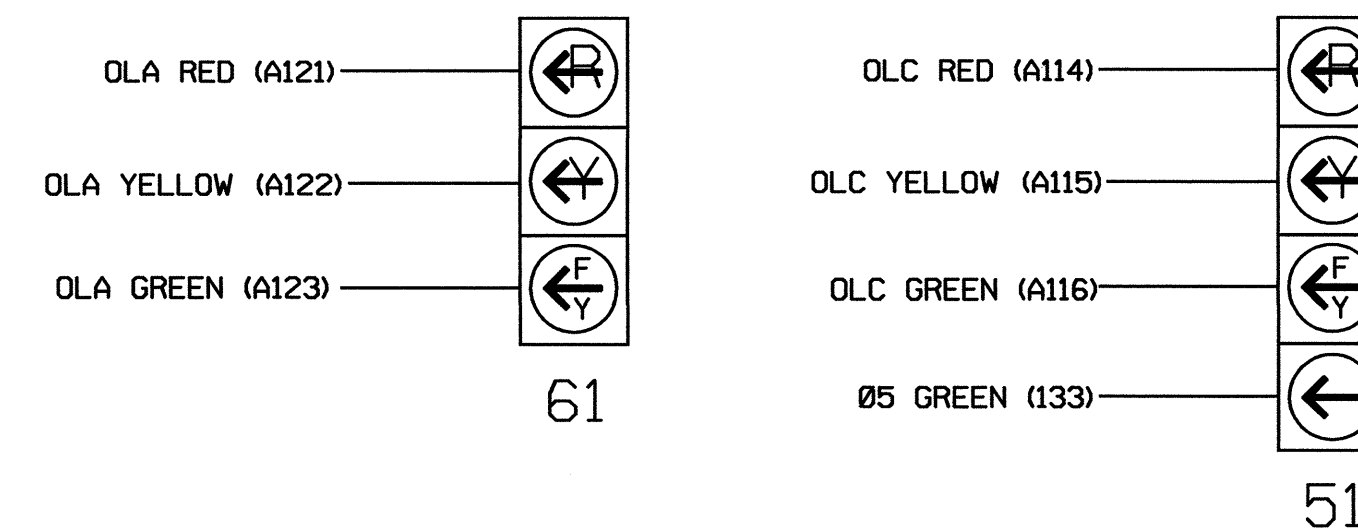 OLA RED (A121)
R
OLA YELLOW (A122)
Y
OLA GREEN (A123)
F
Y
61
OLC RED (A114)
R
OLC YELLOW (A115)
Y
OLC GREEN (A116)
F
Y
Ø5 GREEN (133)
51